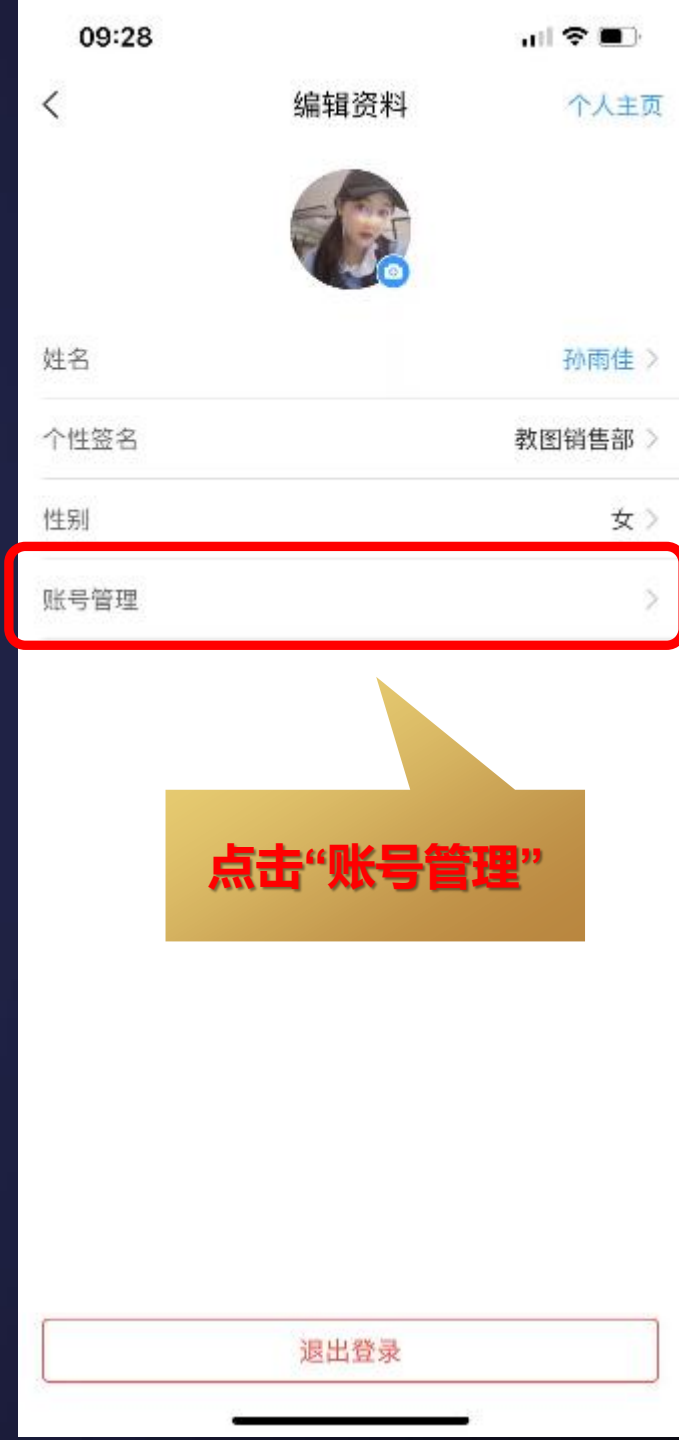 09:28
编辑资料
个人主页
姓名
孙雨佳
个性签名
教图销售部
性别
女
账号管理
点击“账号管理”
退出登录